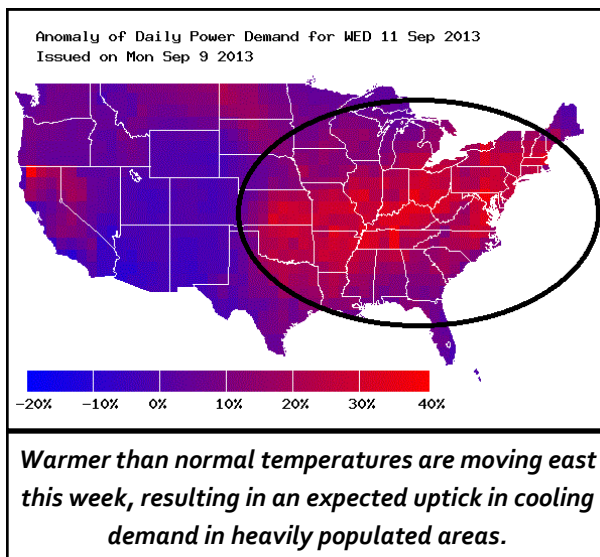 Anomaly of Daily Power Demand for WED 11 Sep 2013
Issued on Mon Sep 9 2013
-20% -10% 0% 10% 20% 30% 40%
Warmer than normal temperatures are moving east
this week, resulting in an expected uptick in cooling
demand in heavily populated areas.